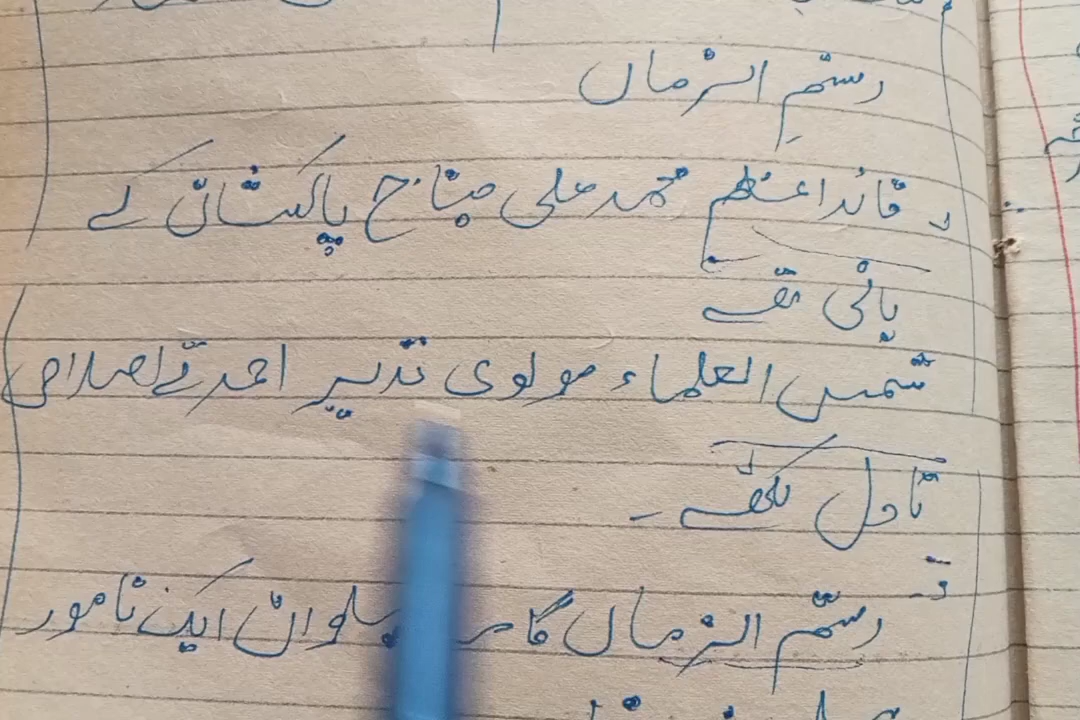 رستم الزماں
قائداعظم محمد علی جناح پاکستان کے
بانی تھے
شمس العلماء مولوی نذیر احمد نے اصلاحی
ناول لکھے۔
رستم الزماں گاما پہلوان ایک نامور